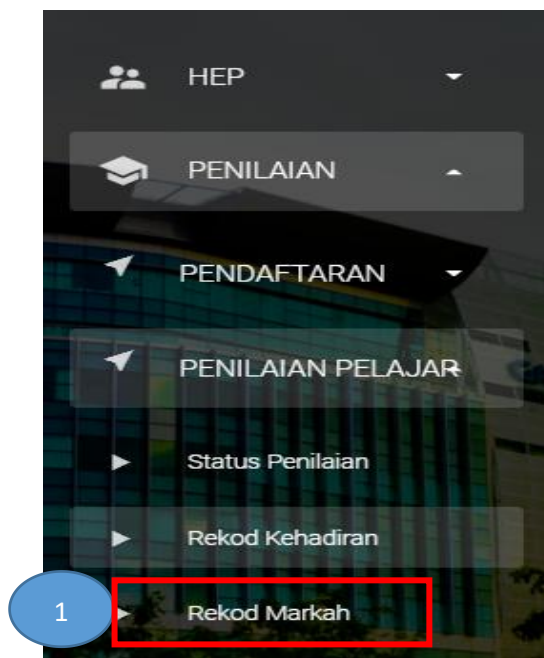 HEP
PENILAIAN
PENDAFTARAN
PENILAIAN PELAJAR
Status Penilaian
Rekod Kehadiran
1 Rekod Markah